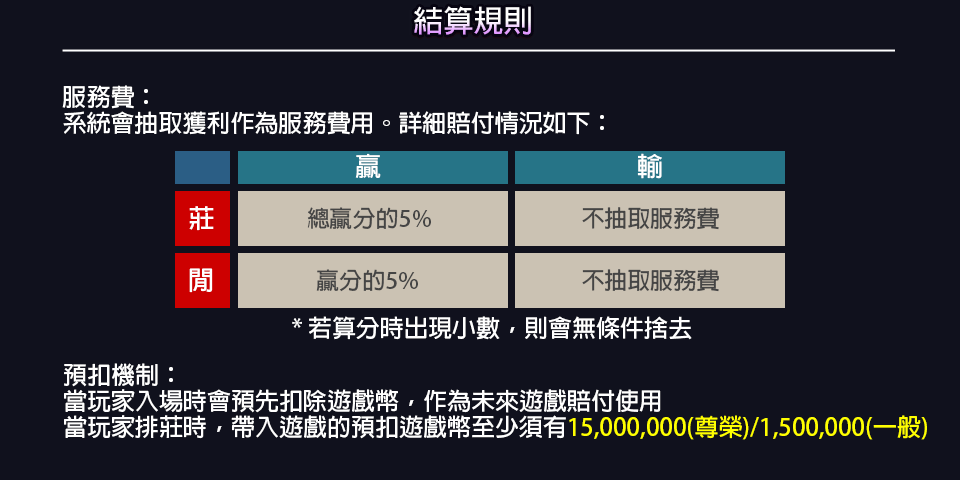 結算規則
服務費：
系統會抽取獲利作為服務費用。詳細賠付情況如下：
贏 輸
莊 總贏分的5% 不抽取服務費
閒 贏分的5% 不抽取服務費
* 若算分時出現小數，則會無條件捨去
預扣機制：
當玩家入場時會預先扣除遊戲幣，作為未來遊戲賠付使用
當玩家排莊時，帶入遊戲的預扣遊戲幣至少須有15,000,000(尊榮)/1,500,000(一般)